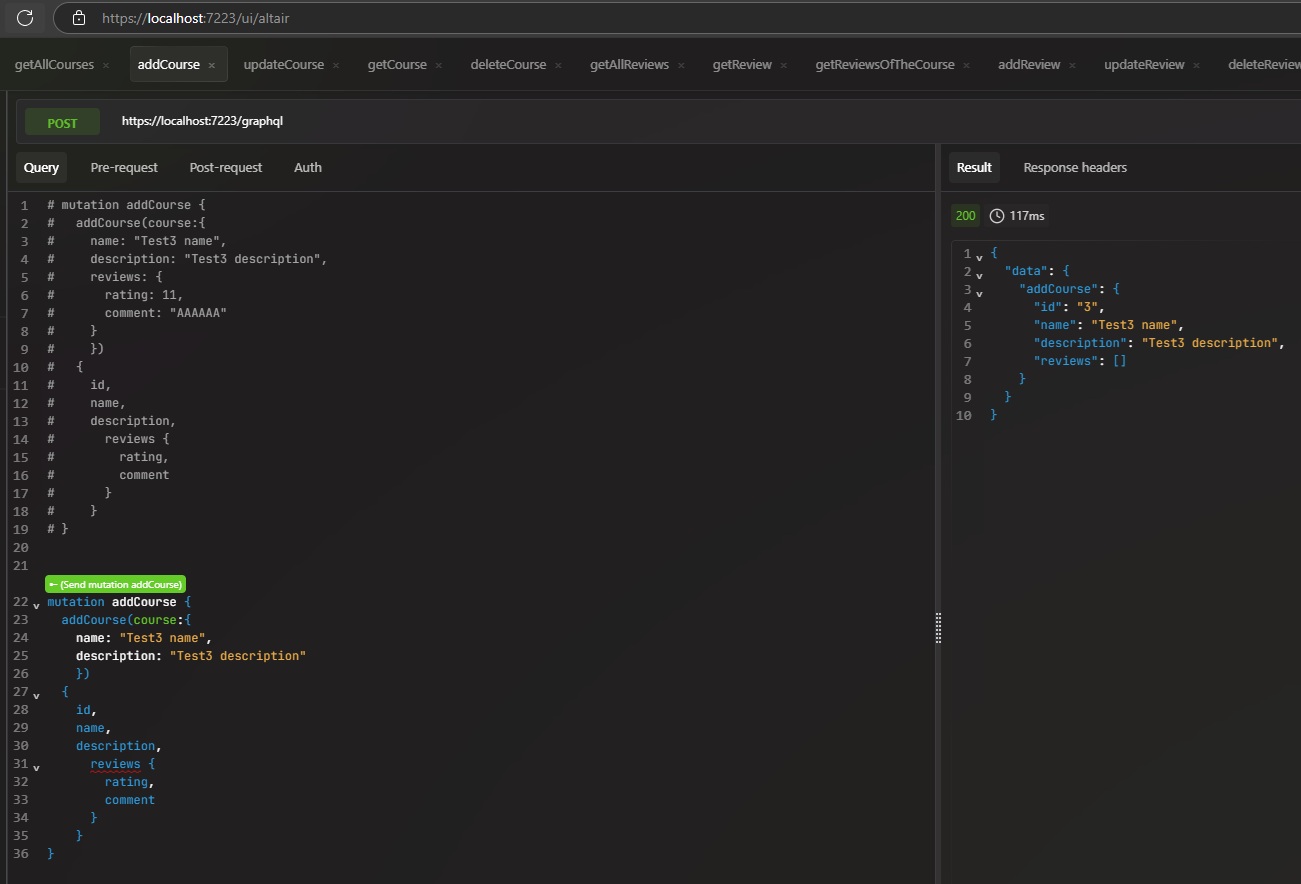 https://localhost:7223/ui/altair
getAllCourses × addCourse × updateCourse × getCourse × deleteCourse × getAllReviews × getReview × getReviewsOfTheCourse × addReview × updateReview × deleteReview
POST https://localhost:7223/graphql
Query Pre-request Post-request Auth
1 # mutation addCourse {
2 #   addCourse(course:{
3 #     name: "Test3 name",
4 #     description: "Test3 description",
5 #     reviews: {
6 #       rating: 11,
7 #       comment: "AAAAAA"
8 #     }
9 #     })
10 #   {
11 #     id,
12 #     name,
13 #     description,
14 #       reviews {
15 #         rating,
16 #         comment
17 #       }
18 #     }
19 # }
20
21
← (Send mutation addCourse)
22 mutation addCourse {
23   addCourse(course:{
24     name: "Test3 name",
25     description: "Test3 description"
26     })
27   {
28     id,
29     name,
30     description,
31       reviews {
32         rating,
33         comment
34       }
35     }
36 }
Result Response headers
200 117ms
1 {
2   "data": {
3     "addCourse": {
4       "id": "3",
5       "name": "Test3 name",
6       "description": "Test3 description",
7       "reviews": []
8     }
9   }
10 }